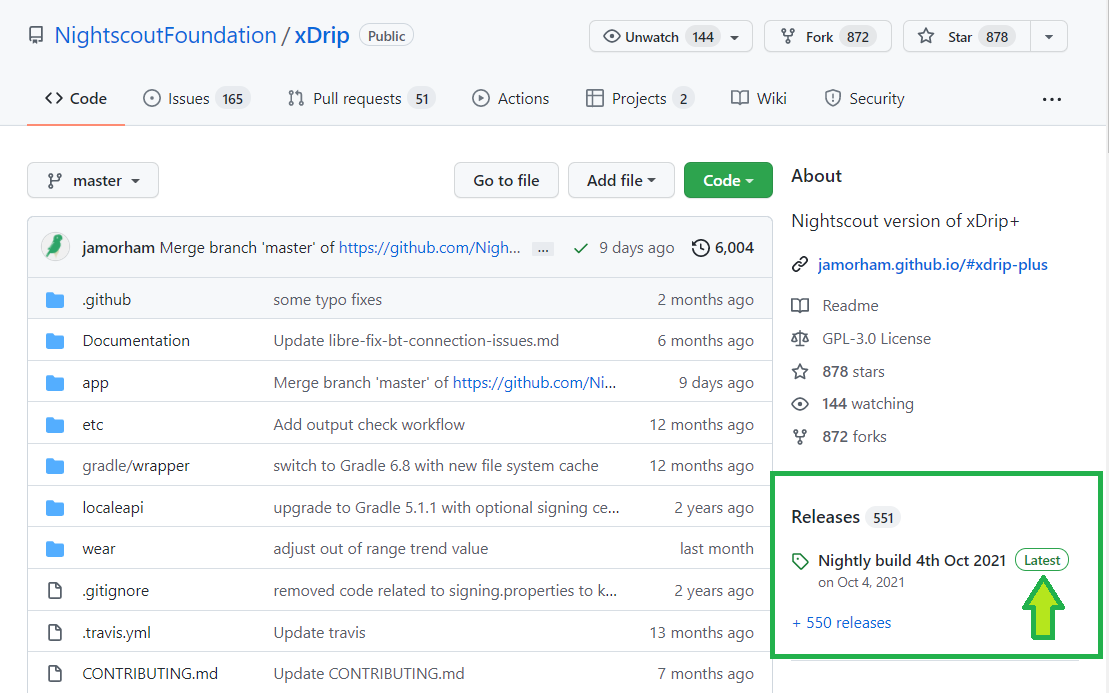 NightscoutFoundation / xDrip Public
Unwatch 144 Fork 872 Star 878
Code Issues 165 Pull requests 51 Actions Projects 2 Wiki Security ...
master Go to file Add file Code
jamorham Merge branch 'master' of https://github.com/Nigh... ... 9 days ago 6,004
.github some typo fixes 2 months ago
Documentation Update libre-fix-bt-connection-issues.md 6 months ago
app Merge branch 'master' of https://github.com/Ni... 9 days ago
etc Add output check workflow 12 months ago
gradle/wrapper switch to Gradle 6.8 with new file system cache 12 months ago
localeapi upgrade to Gradle 5.1.1 with optional signing ce... 2 years ago
wear adjust out of range trend value last month
.gitignore removed code related to signing.properties to k... 2 years ago
.travis.yml Update travis 13 months ago
CONTRIBUTING.md Update CONTRIBUTING.md 7 months ago
About
Nightscout version of xDrip+
jamorham.github.io/#xdrip-plus
Readme
GPL-3.0 License
878 stars
144 watching
872 forks
Releases 551
Nightly build 4th Oct 2021 Latest
on Oct 4, 2021
+ 550 releases